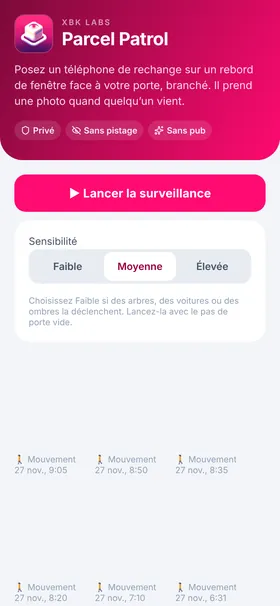 XBK LABS
Parcel Patrol
Posez un téléphone de rechange sur un rebord
de fenêtre face à votre porte, branché. Il prend
une photo quand quelqu'un vient.
Privé Sans pistage Sans pub
▶ Lancer la surveillance
Sensibilité
Faible Moyenne Élevée
Choisissez Faible si des arbres, des voitures ou des
ombres la déclenchent. Lancez-la avec le pas de
porte vide.
🚶 Mouvement 🚶 Mouvement 🚶 Mouvement
27 nov., 9:05 27 nov., 8:50 27 nov., 8:35
🚶 Mouvement 🚶 Mouvement 🚶 Mouvement
27 nov., 8:20 27 nov., 7:10 27 nov., 6:31